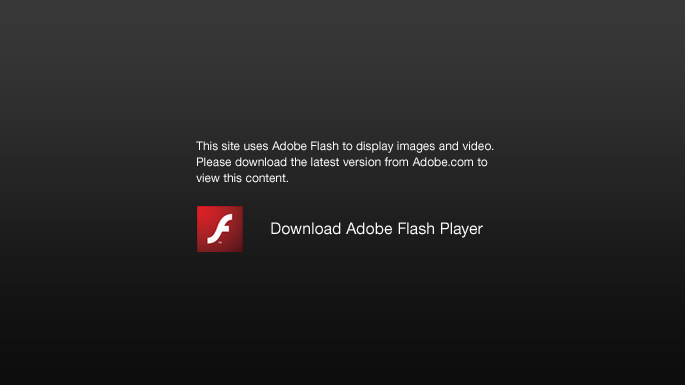 This site uses Adobe Flash to display images and video.
Please download the latest version from Adobe.com to
view this content.
Download Adobe Flash Player